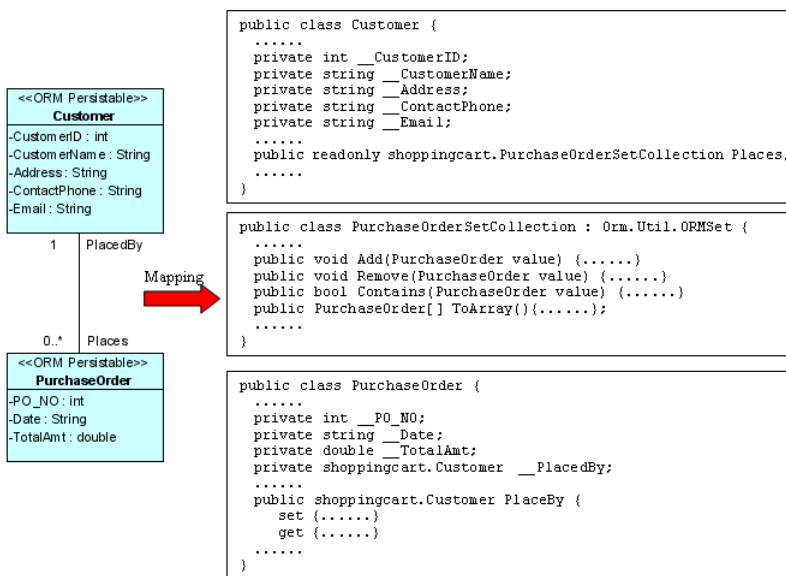 <<ORM Persistable>>
Customer
-CustomerID : int
-CustomerName : String
-Address : String
-ContactPhone : String
-Email : String
1 PlacedBy
0..* Places
<<ORM Persistable>>
PurchaseOrder
-PO_NO : int
-Date : String
-TotalAmt : double
Mapping
public class Customer {
......
private int __CustomerID;
private string __CustomerName;
private string __Address;
private string __ContactPhone;
private string __Email;
......
public readonly shoppingcart.PurchaseOrderSetCollection Places;
......
}
public class PurchaseOrderSetCollection : Orm.Util.ORMSet {
......
public void Add(PurchaseOrder value) {......}
public void Remove(PurchaseOrder value) {......}
public bool Contains(PurchaseOrder value) {......}
public PurchaseOrder[] ToArray(){......};
......
}
public class PurchaseOrder {
......
private int __PO_NO;
private string __Date;
private double __TotalAmt;
private shoppingcart.Customer __PlacedBy;
......
public shoppingcart.Customer PlaceBy {
set {......}
get {......}
......
}